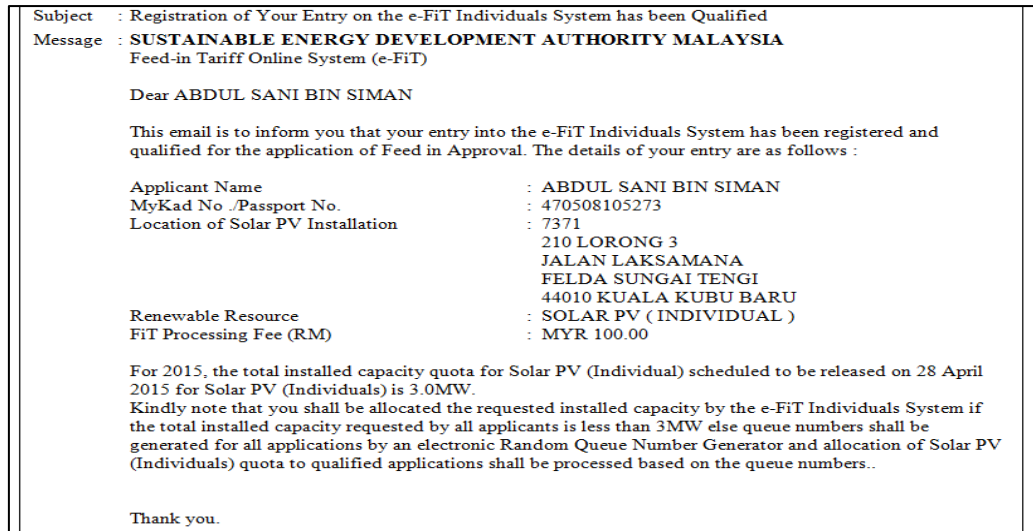 Subject : Registration of Your Entry on the e-FiT Individuals System has been Qualified
Message : SUSTAINABLE ENERGY DEVELOPMENT AUTHORITY MALAYSIA
Feed-in Tariff Online System (e-FiT)
Dear ABDUL SANI BIN SIMAN
This email is to inform you that your entry into the e-FiT Individuals System has been registered and
qualified for the application of Feed in Approval. The details of your entry are as follows :
Applicant Name : ABDUL SANI BIN SIMAN
MyKad No ./Passport No. : 470508105273
Location of Solar PV Installation : 7371
210 LORONG 3
JALAN LAKSAMANA
FELDA SUNGAI TENGI
44010 KUALA KUBU BARU
Renewable Resource : SOLAR PV ( INDIVIDUAL )
FiT Processing Fee (RM) : MYR 100.00
For 2015, the total installed capacity quota for Solar PV (Individual) scheduled to be released on 28 April
2015 for Solar PV (Individuals) is 3.0MW.
Kindly note that you shall be allocated the requested installed capacity by the e-FiT Individuals System if
the total installed capacity requested by all applicants is less than 3MW else queue numbers shall be
generated for all applications by an electronic Random Queue Number Generator and allocation of Solar PV
(Individuals) quota to qualified applications shall be processed based on the queue numbers..
Thank you.